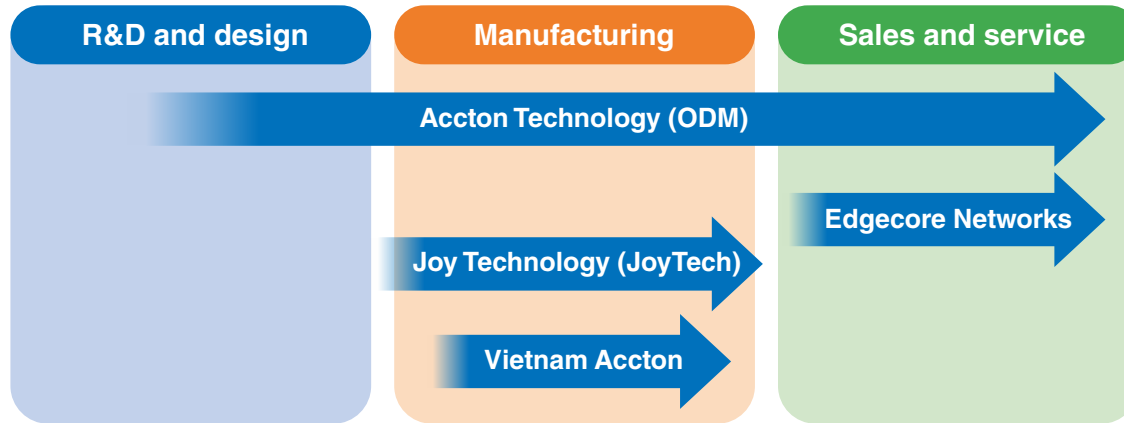 R&D and design
Manufacturing
Sales and service
Accton Technology (ODM)
Edgecore Networks
Joy Technology (JoyTech)
Vietnam Accton